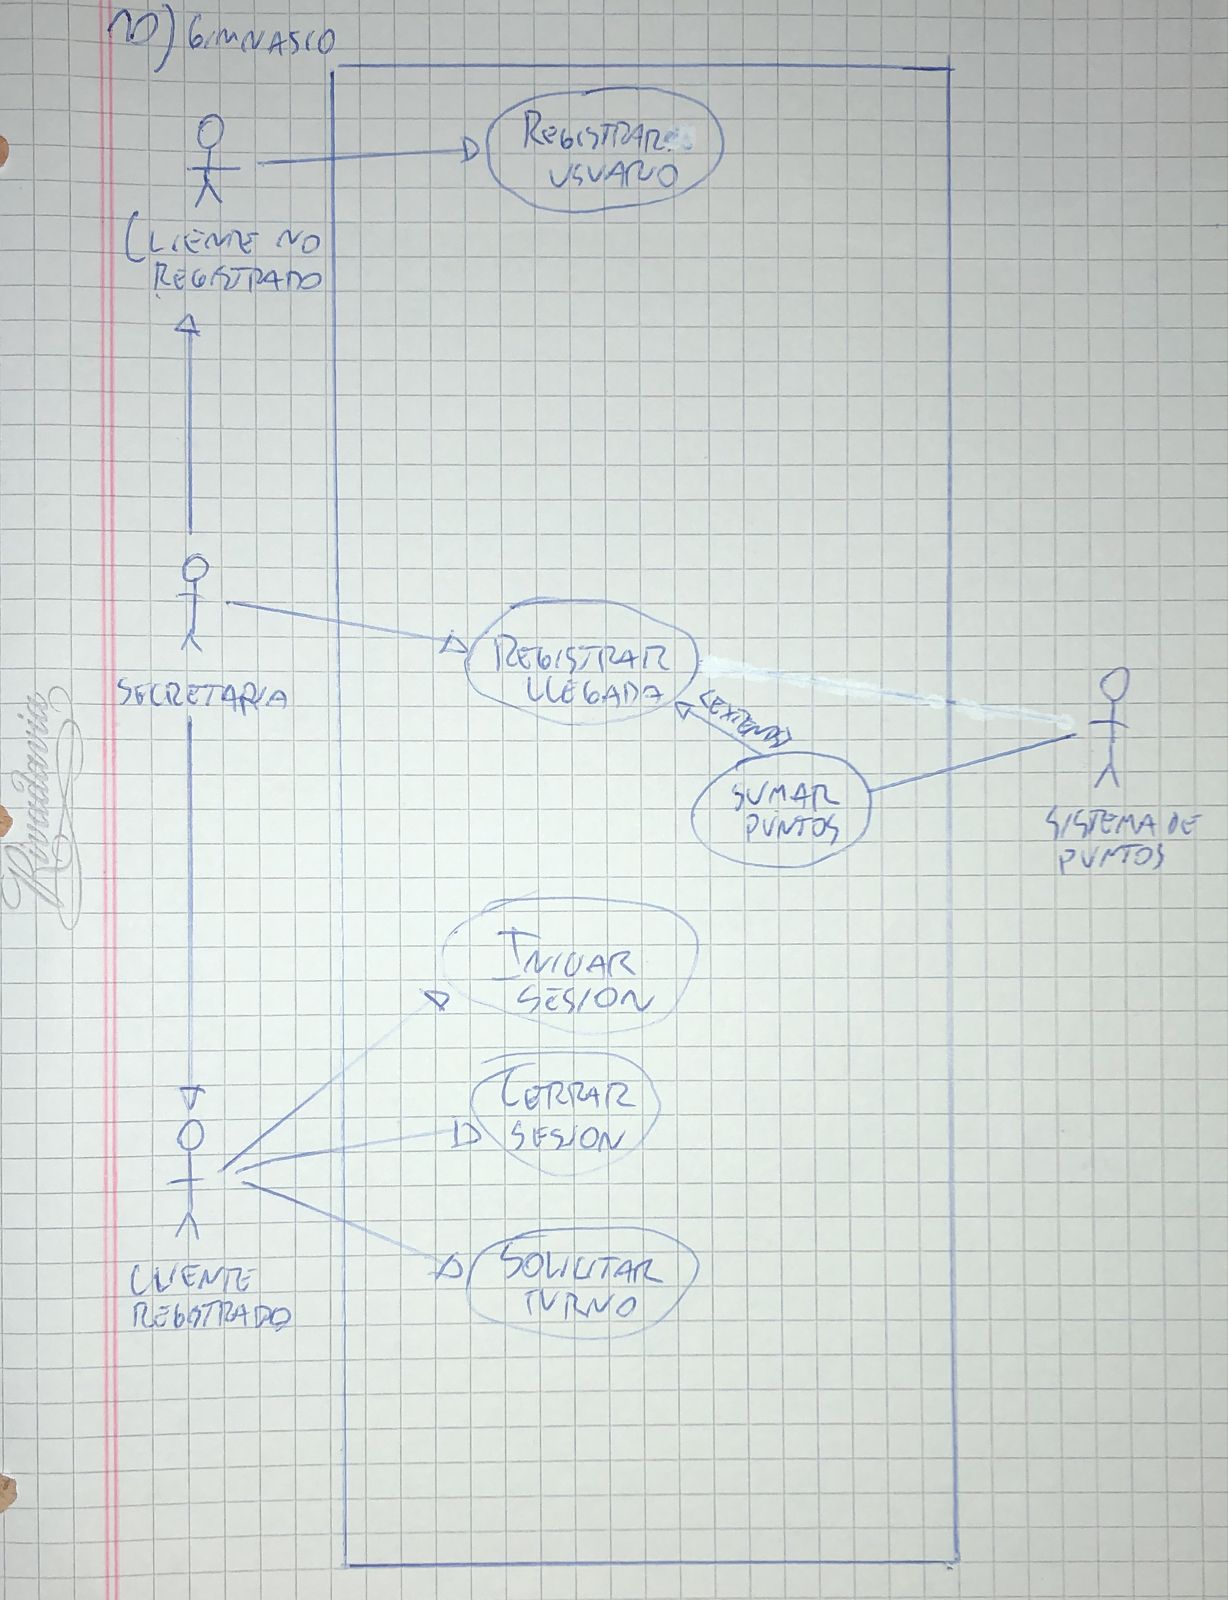 10) GIMNASIO
REGISTRAR
USUARIO
CLIENTE NO
REGISTRADO
SECRETARIA
REGISTRAR
LLEGADA
<EXTEND>
SUMAR
PUNTOS
SISTEMA DE
PUNTOS
Rivadavia
INICIAR
SESION
CERRAR
SESION
CLIENTE
REGISTRADO
SOLICITAR
TURNO